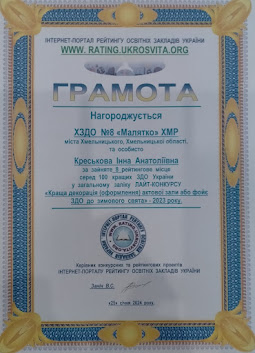 ІНТЕРНЕТ-ПОРТАЛ РЕЙТИНГУ ОСВІТНІХ ЗАКЛАДІВ УКРАЇНИ
WWW.RATING.UKROSVITA.ORG
ГРАМОТА
Нагороджується
ХЗДО №8 «Малятко» ХМР
міста Хмельницького, Хмельницької області,
та особисто
Креськова Інна Анатоліївна
за зайняте 8 рейтингове місце
серед 100 кращих ЗДО України
у загальному заліку ЛАЙТ-КОНКУРСУ
«Краща декорація (оформлення) актової зали або фойє
ЗДО до зимового свята» - 2023 року
Керівник конкурсних та рейтингових проектів
ІНТЕРНЕТ-ПОРТАЛУ РЕЙТИНГУ ОСВІТНІХ ЗАКЛАДІВ УКРАЇНИ
«25» січня 2024 року